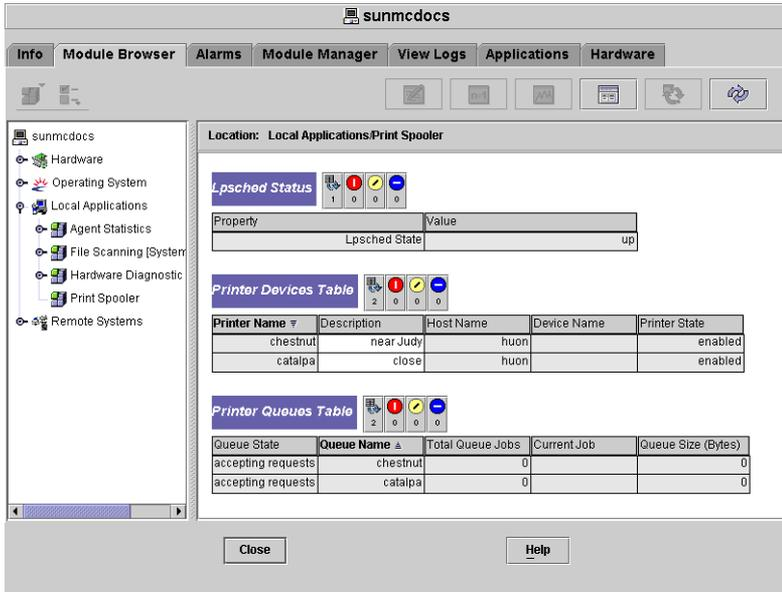 sunmcdocs
Info Module Browser Alarms Module Manager View Logs Applications Hardware
n=1
sunmcdocs
Hardware
Operating System
Local Applications
Agent Statistics
File Scanning [System
Hardware Diagnostic
Print Spooler
Remote Systems
Location: Local Applications/Print Spooler
Lpsched Status 1 0 0 0
Property Value
Lpsched State up
Printer Devices Table 2 0 0 0
Printer Name Description Host Name Device Name Printer State
chestnut near Judy huon enabled
catalpa close huon enabled
Printer Queues Table 2 0 0 0
Queue State Queue Name Total Queue Jobs Current Job Queue Size (Bytes)
accepting requests chestnut 0 0
accepting requests catalpa 0 0
Close Help